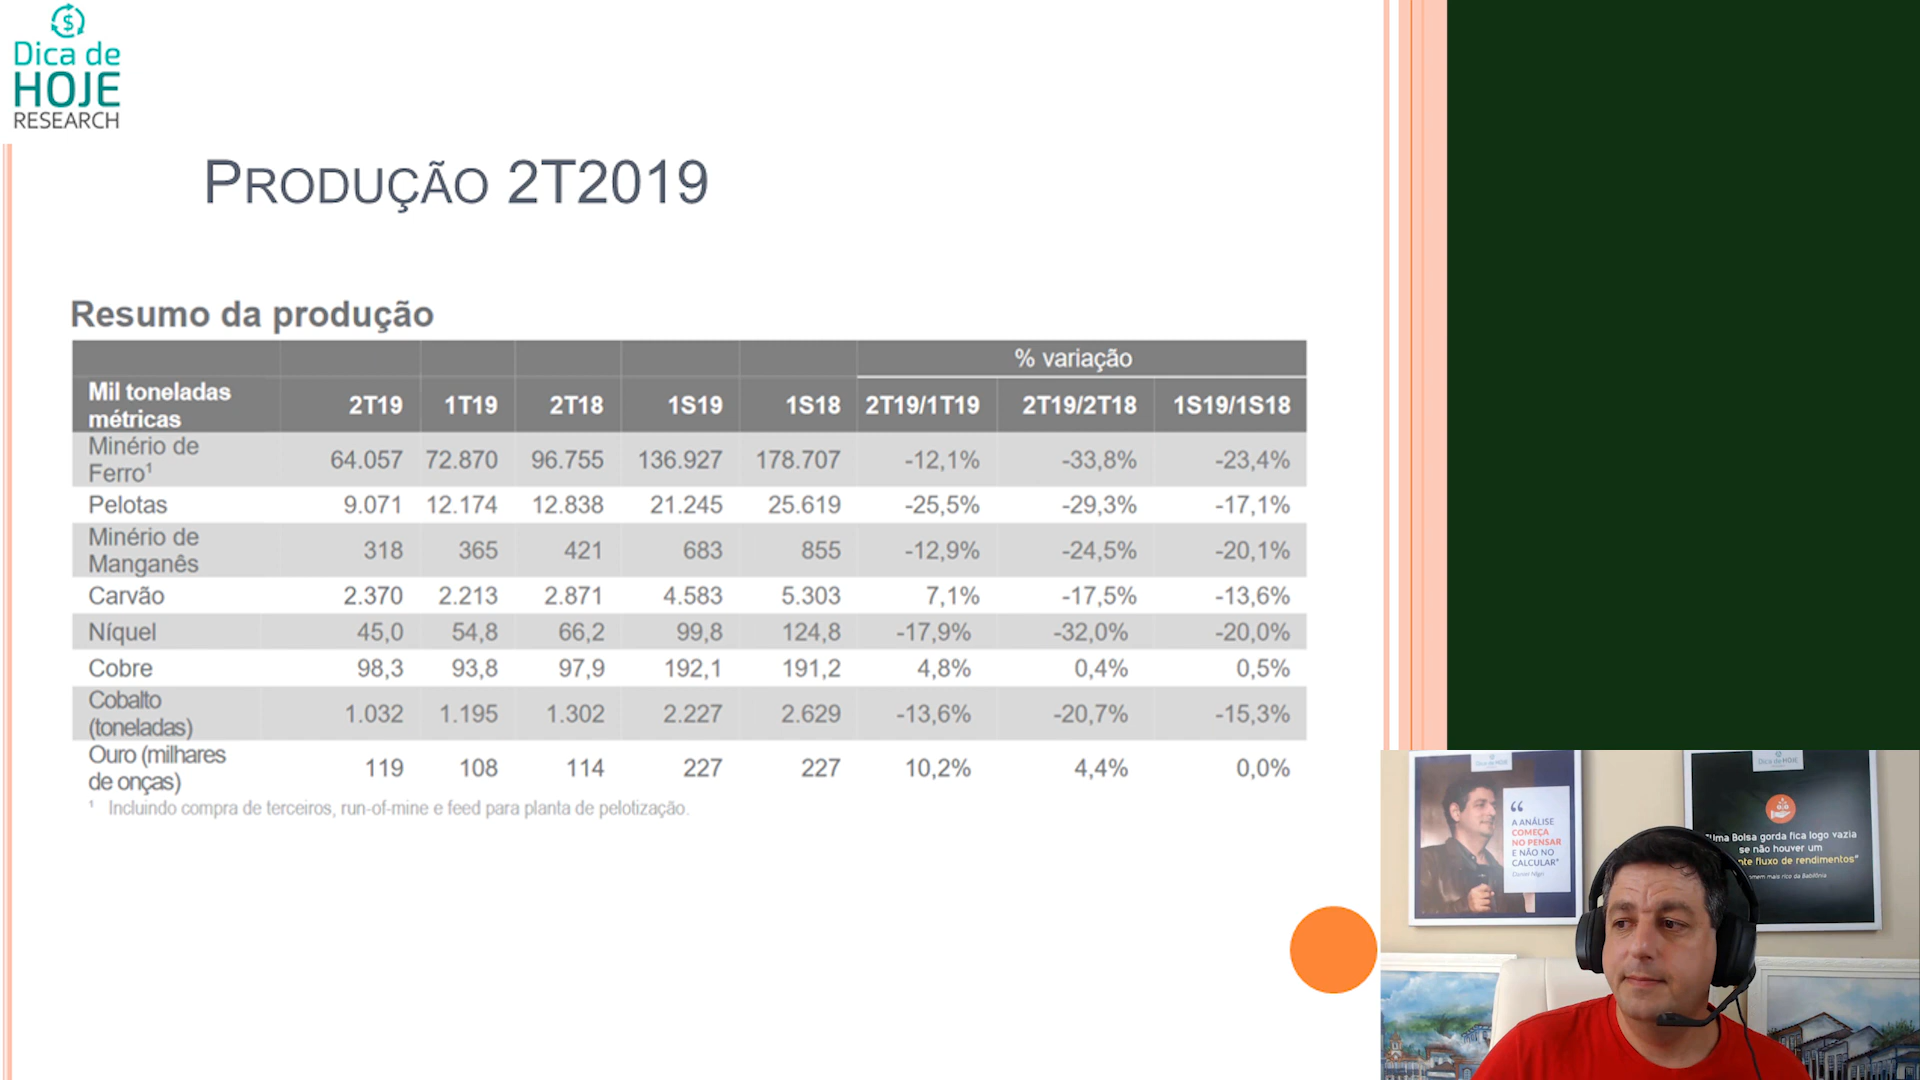 Dica de
HOJE
RESEARCH
PRODUÇÃO 2T2019
Resumo da produção
% variação
Mil toneladas métricas 2T19 1T19 2T18 1S19 1S18 2T19/1T19 2T19/2T18 1S19/1S18
Minério de Ferro¹ 64.057 72.870 96.755 136.927 178.707 -12,1% -33,8% -23,4%
Pelotas 9.071 12.174 12.838 21.245 25.619 -25,5% -29,3% -17,1%
Minério de Manganês 318 365 421 683 855 -12,9% -24,5% -20,1%
Carvão 2.370 2.213 2.871 4.583 5.303 7,1% -17,5% -13,6%
Níquel 45,0 54,8 66,2 99,8 124,8 -17,9% -32,0% -20,0%
Cobre 98,3 93,8 97,9 192,1 191,2 4,8% 0,4% 0,5%
Cobalto (toneladas) 1.032 1.195 1.302 2.227 2.629 -13,6% -20,7% -15,3%
Ouro (milhares de onças) 119 108 114 227 227 10,2% 4,4% 0,0%
¹ Incluindo compra de terceiros, run-of-mine e feed para planta de pelotização.
Dica de HOJE
“
A ANÁLISE
COMEÇA
NO PENSAR
E NÃO NO
CALCULAR"
Daniel Nigri
Dica de HOJE
Uma Bolsa gorda fica logo vazia
se não houver um
fluxo de rendimentos"
mais rico da Babilônia